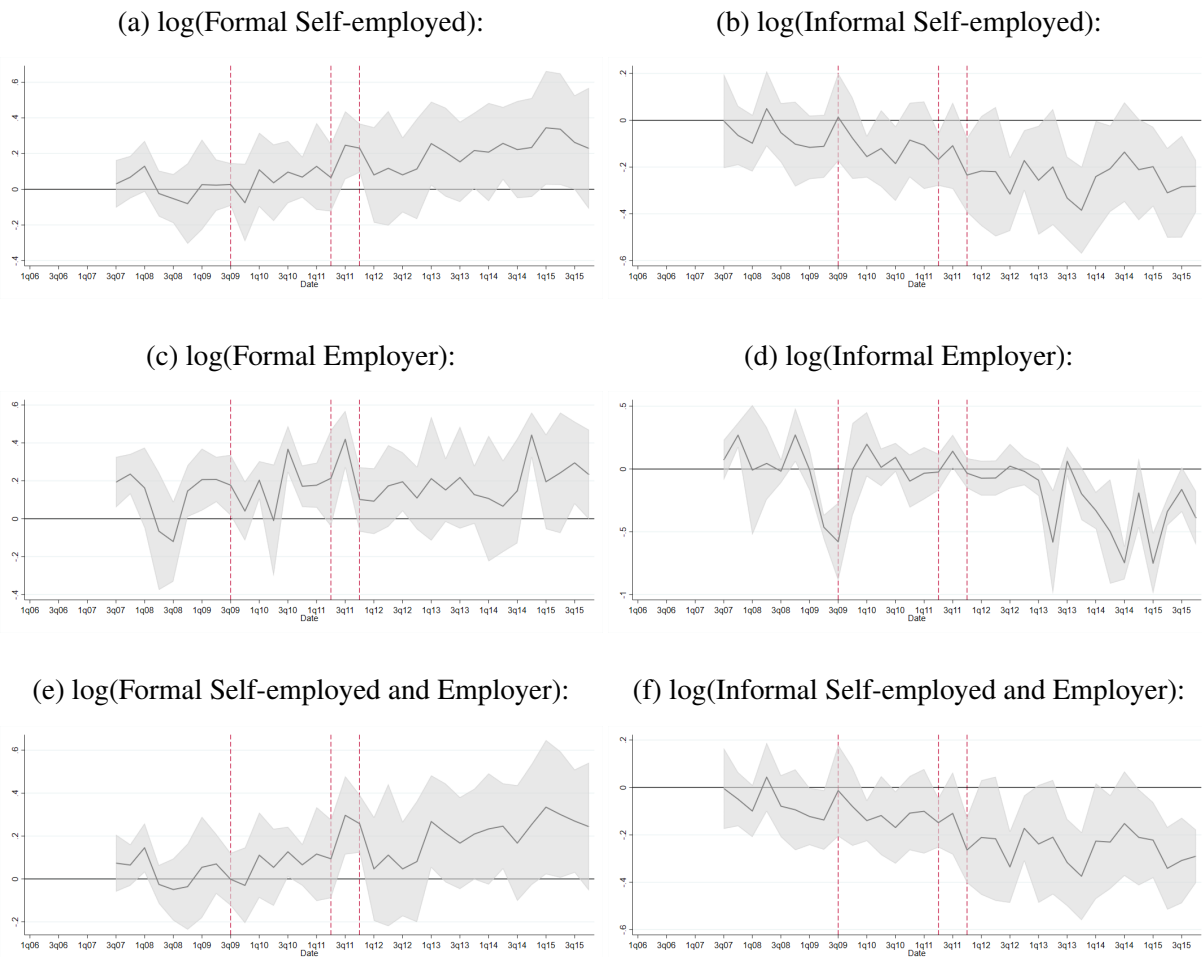 (a) log(Formal Self-employed):
.6
.4
.2
0
-.2
-.4
1q06 3q06 1q07 3q07 1q08 3q08 1q09 3q09 1q10 3q10 1q11 3q11 1q12 3q12 1q13 3q13 1q14 3q14 1q15 3q15
Date
(b) log(Informal Self-employed):
.2
0
-.2
-.4
-.6
1q06 3q06 1q07 3q07 1q08 3q08 1q09 3q09 1q10 3q10 1q11 3q11 1q12 3q12 1q13 3q13 1q14 3q14 1q15 3q15
Date
(c) log(Formal Employer):
.6
.4
.2
0
-.2
-.4
1q06 3q06 1q07 3q07 1q08 3q08 1q09 3q09 1q10 3q10 1q11 3q11 1q12 3q12 1q13 3q13 1q14 3q14 1q15 3q15
Date
(d) log(Informal Employer):
.5
0
-.5
-1
1q06 3q06 1q07 3q07 1q08 3q08 1q09 3q09 1q10 3q10 1q11 3q11 1q12 3q12 1q13 3q13 1q14 3q14 1q15 3q15
Date
(e) log(Formal Self-employed and Employer):
.6
.4
.2
0
-.2
1q06 3q06 1q07 3q07 1q08 3q08 1q09 3q09 1q10 3q10 1q11 3q11 1q12 3q12 1q13 3q13 1q14 3q14 1q15 3q15
Date
(f) log(Informal Self-employed and Employer):
.2
0
-.2
-.4
-.6
1q06 3q06 1q07 3q07 1q08 3q08 1q09 3q09 1q10 3q10 1q11 3q11 1q12 3q12 1q13 3q13 1q14 3q14 1q15 3q15
Date